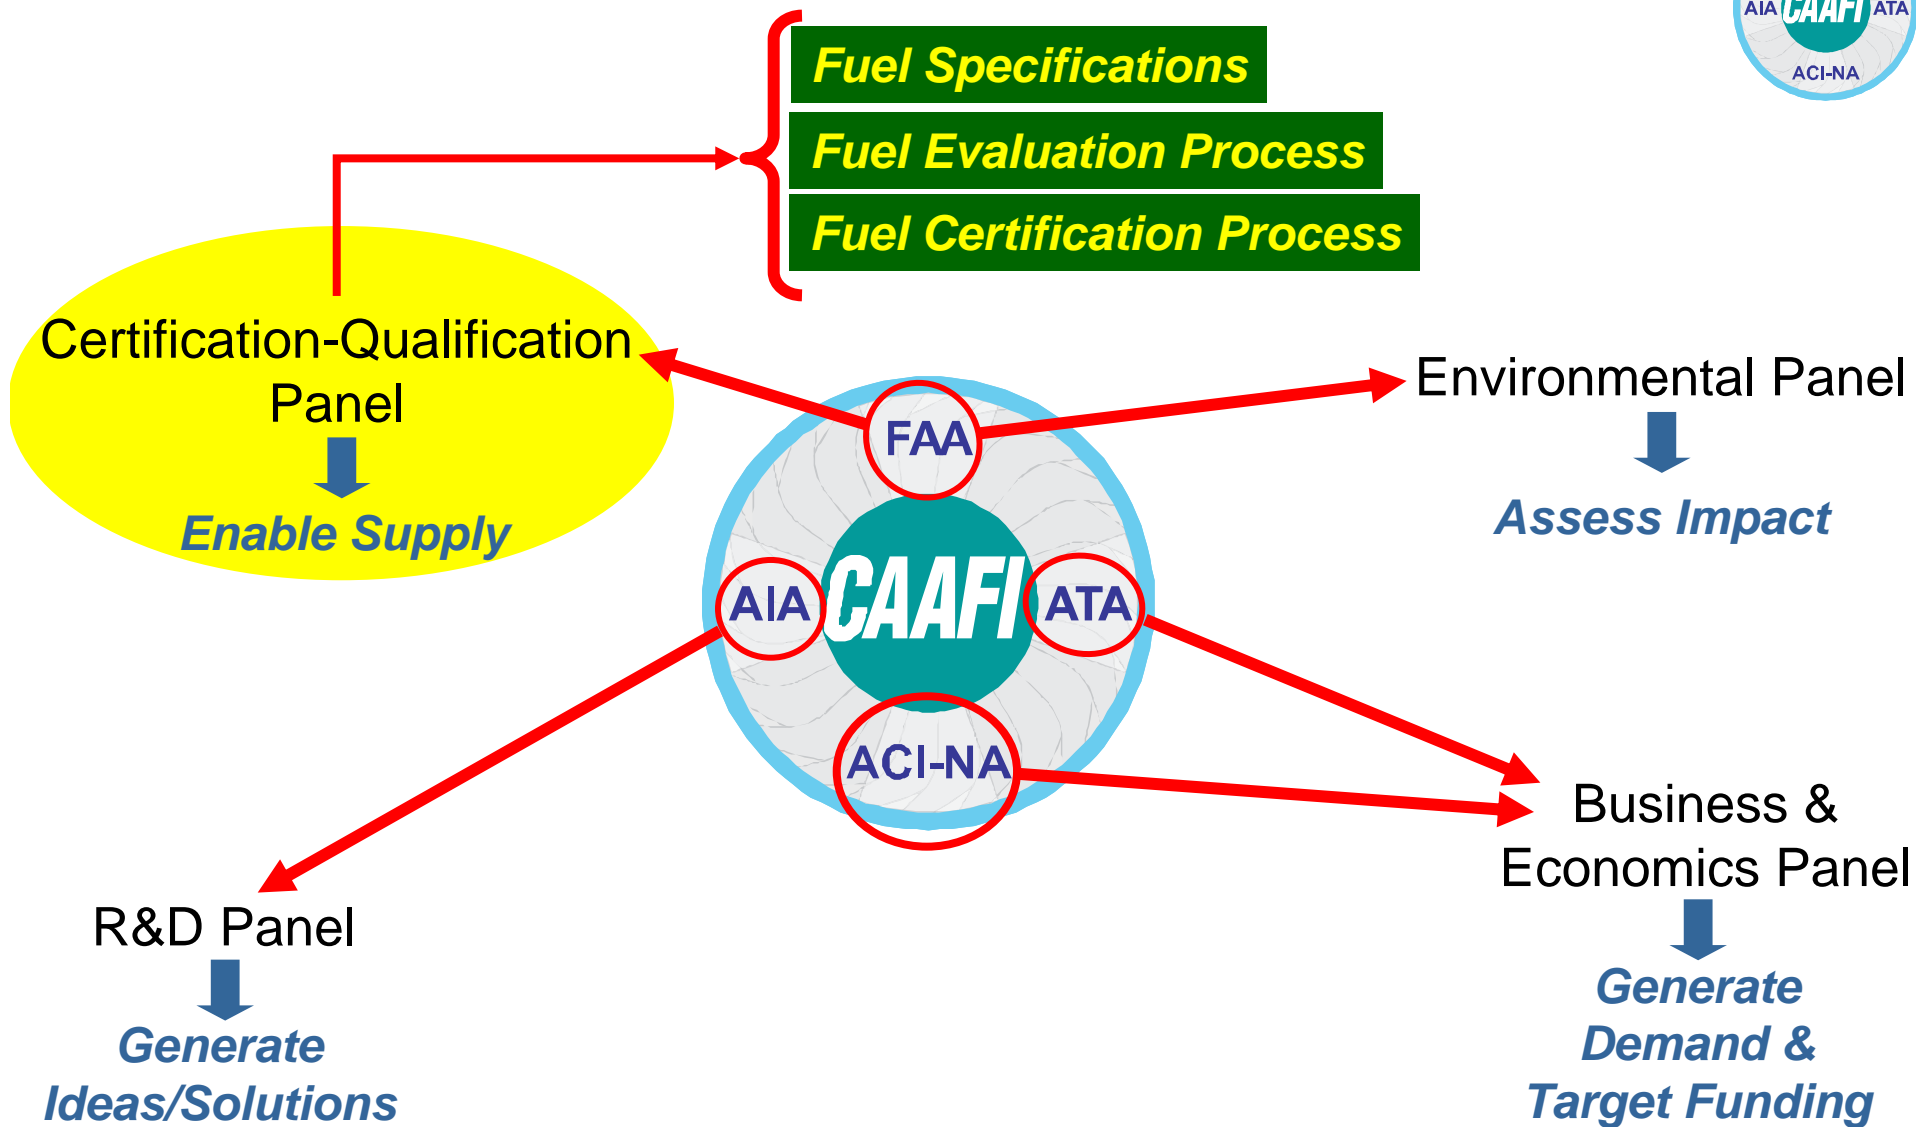 AIA CAAFI ATA
ACI-NA
Fuel Specifications
Fuel Evaluation Process
Fuel Certification Process
Certification-Qualification
Panel
Enable Supply
Environmental Panel
Assess Impact
FAA
AIA CAAFI ATA
ACI-NA
Business &
Economics Panel
Generate
Demand &
Target Funding
R&D Panel
Generate
Ideas/Solutions